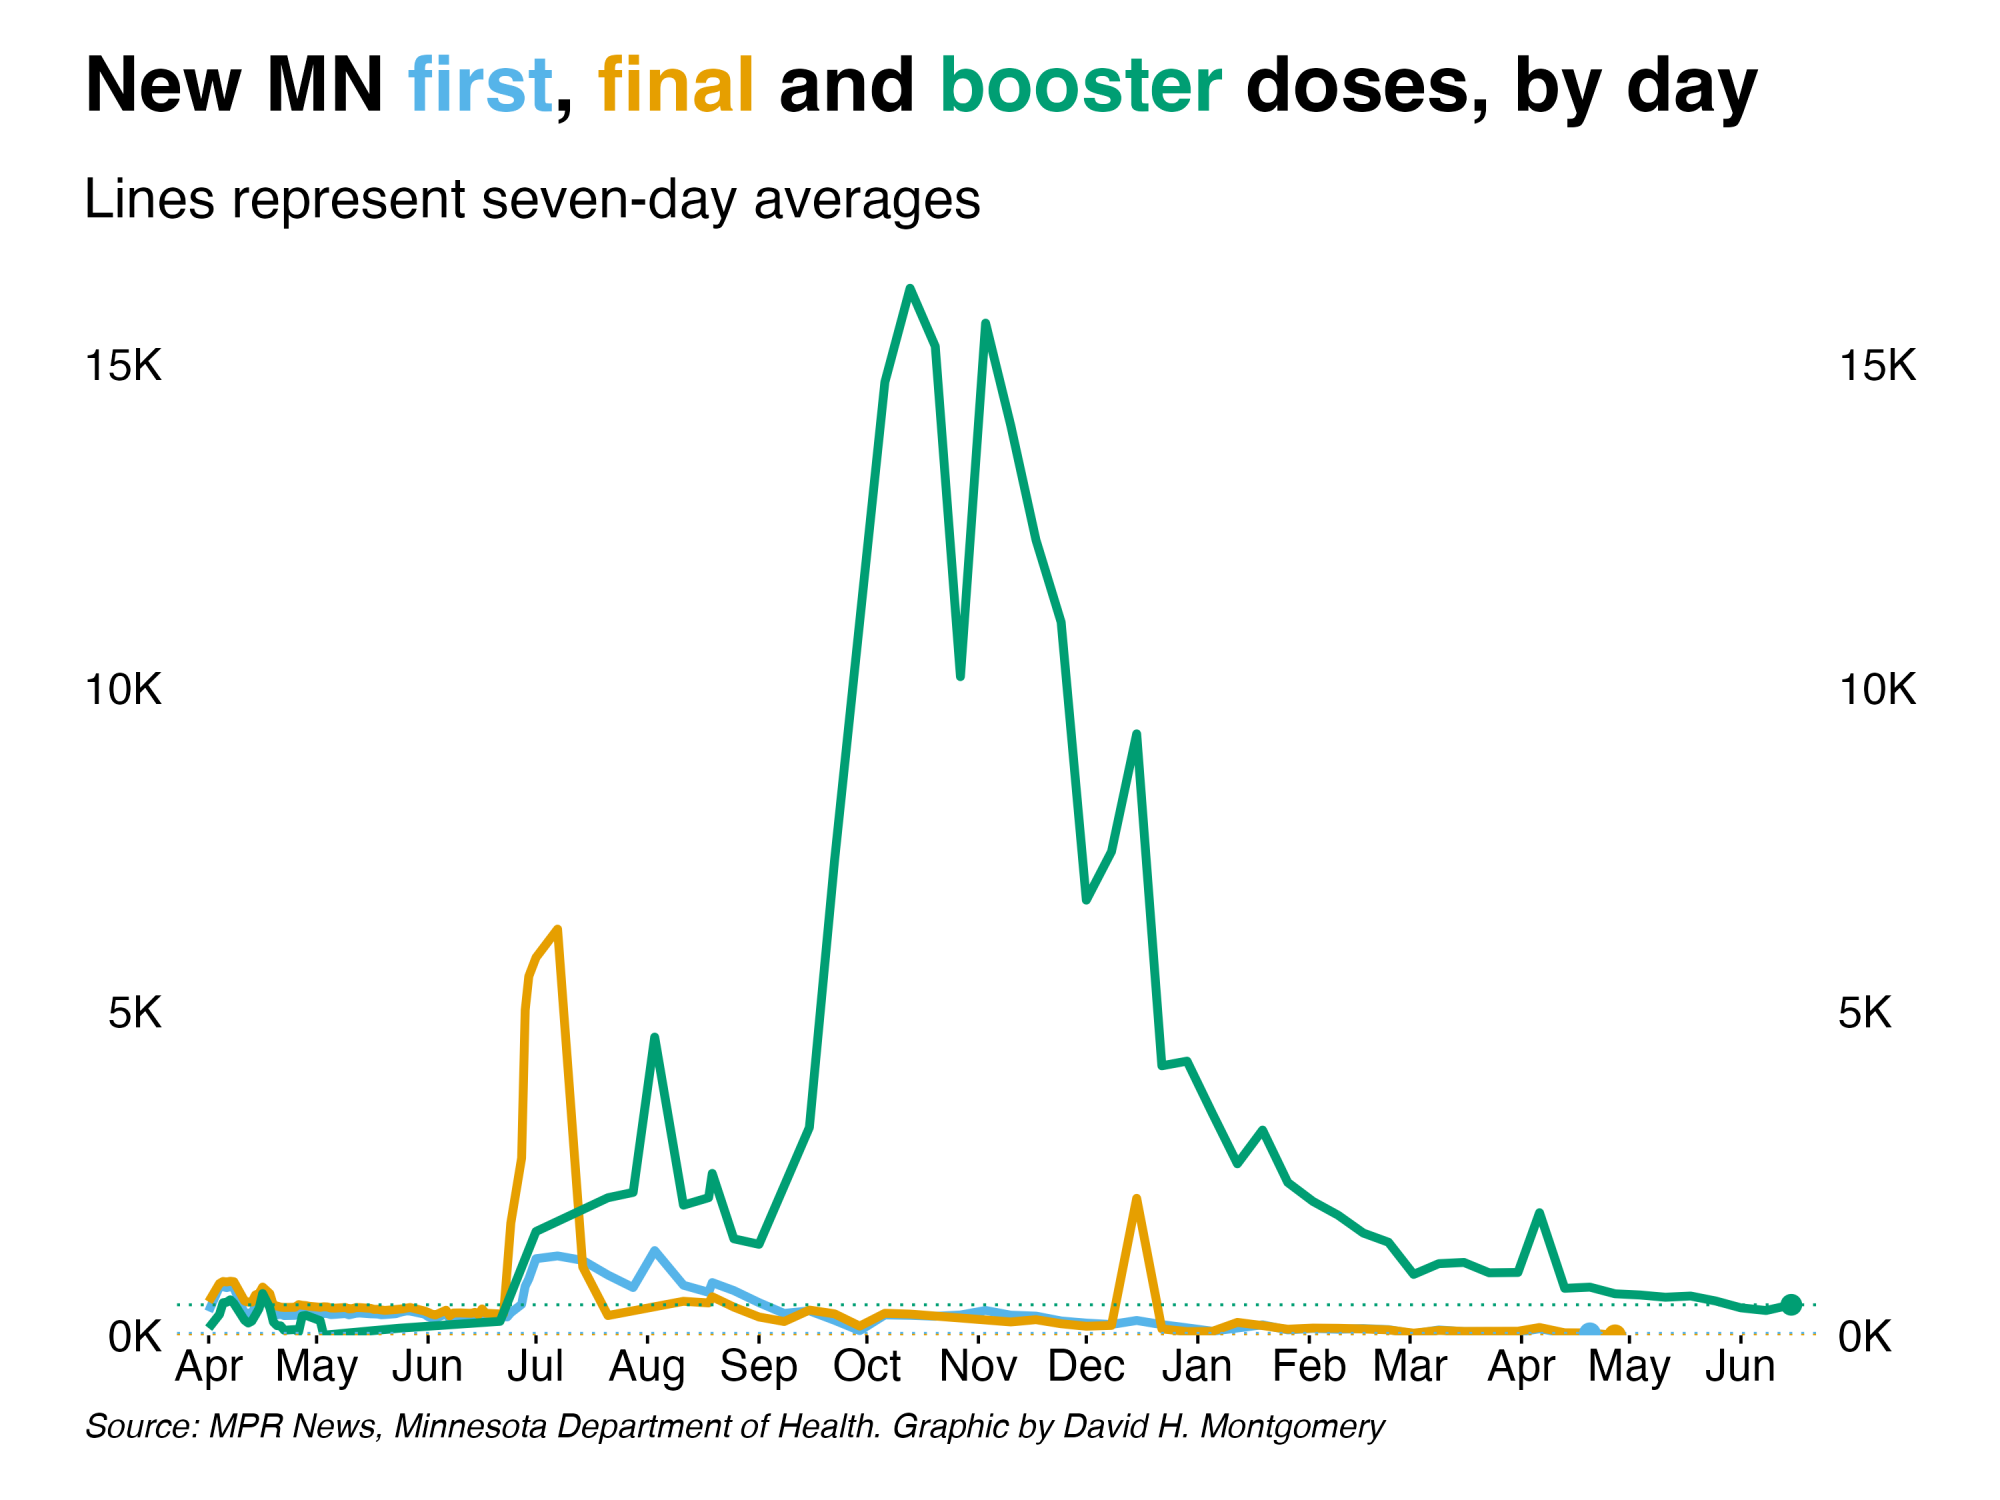 New MN first, final and booster doses, by day
Lines represent seven-day averages
15K 15K
10K 10K
5K 5K
0K 0K
Apr May Jun Jul Aug Sep Oct Nov Dec Jan Feb Mar Apr May Jun
Source: MPR News, Minnesota Department of Health. Graphic by David H. Montgomery